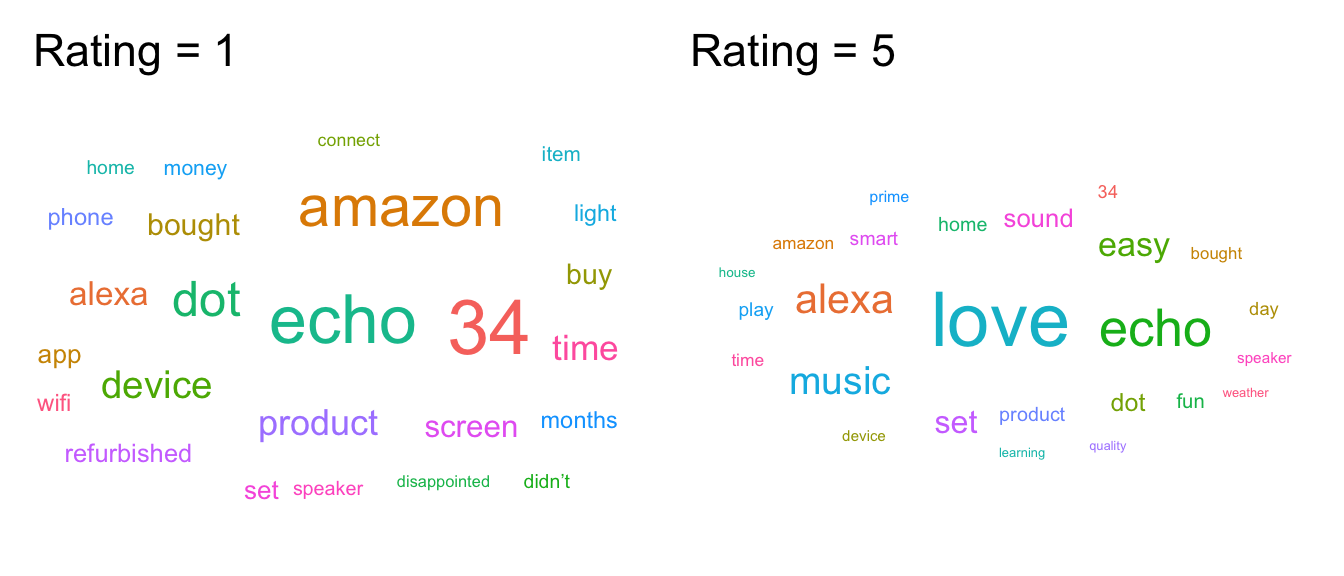 Rating = 1
connect
item
home money
phone bought amazon light
alexa dot echo 34 buy
time
app device
wifi
product screen months
refurbished
set speaker disappointed didn’t
Rating = 5
prime 34
home sound
amazon smart easy bought
house
play alexa love echo day
time speaker
music weather
set product dot fun
device learning quality